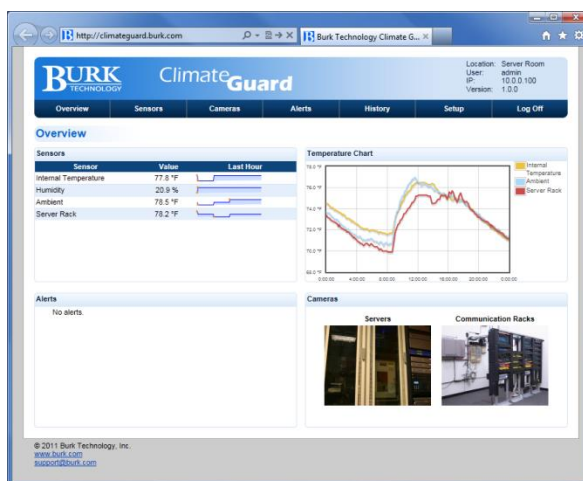 http://climateguard.burk.com
Burk Technology Climate G...
BURK TECHNOLOGY
ClimateGuard
Location: Server Room
User: admin
IP: 10.0.0.100
Version: 1.0.0
Overview Sensors Cameras Alerts History Setup Log Off
Overview
Sensors
Sensor Value Last Hour
Internal Temperature 77.8 °F
Humidity 20.9 %
Ambient 78.5 °F
Server Rack 78.2 °F
Temperature Chart
78.0 °F
76.0 °F
74.0 °F
72.0 °F
70.0 °F
68.0 °F
0:00:00 4:00:00 8:00:00 12:00:00 16:00:00 20:00:00 0:00:00
Internal Temperature
Ambient
Server Rack
Alerts
No alerts.
Cameras
Servers Communication Racks
© 2011 Burk Technology, Inc.
www.burk.com
support@burk.com